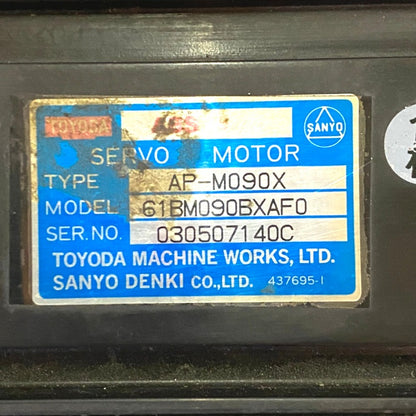 TOYODA
SANYO
SERVO MOTOR
TYPE AP-M090X
MODEL 61BM090BXAF0
SER.NO. 030507140C
TOYODA MACHINE WORKS, LTD.
SANYO DENKI CO.,LTD. 437695-1